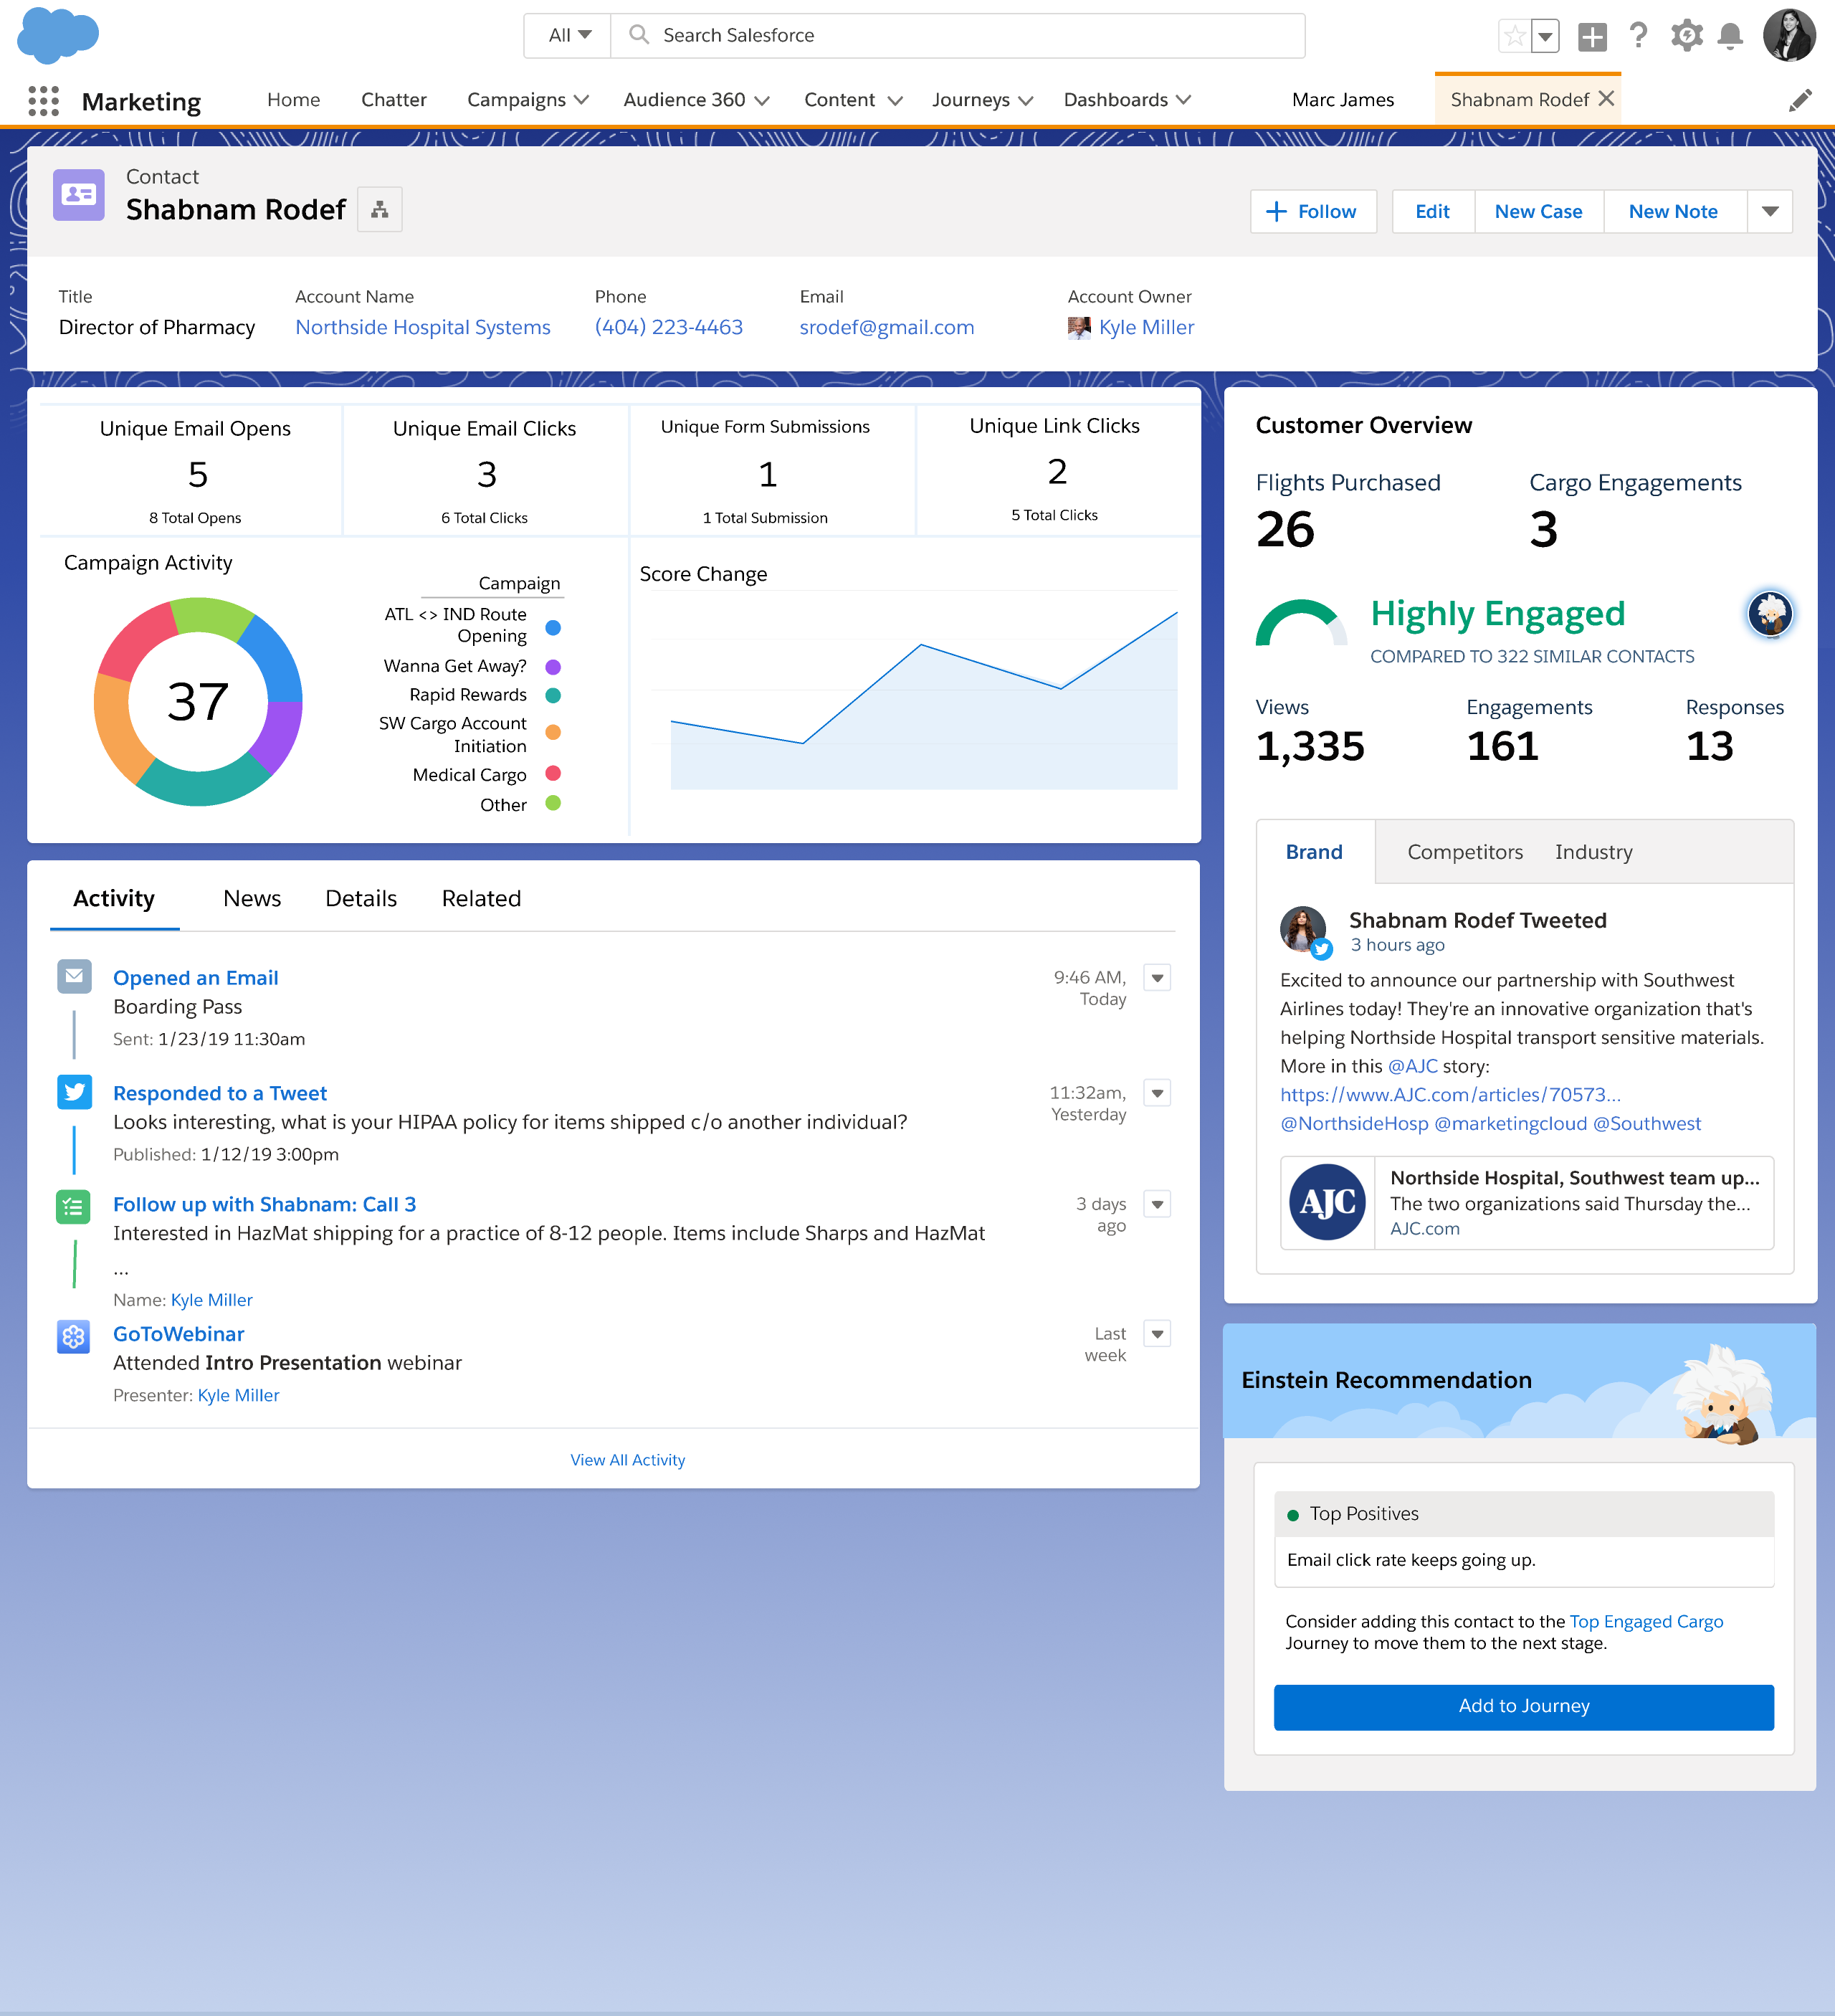 All
Search Salesforce
Marketing
Home
Chatter
Campaigns
Audience 360
Content
Journeys
Dashboards
Marc James
Shabnam Rodef
Contact
Shabnam Rodef
Follow
Edit
New Case
New Note
Title
Account Name
Phone
Email
Account Owner
Director of Pharmacy
Northside Hospital Systems
(404) 223-4463
srodef@gmail.com
Kyle Miller
Unique Email Opens
5
8 Total Opens
Unique Email Clicks
3
6 Total Clicks
Unique Form Submissions
1
1 Total Submission
Unique Link Clicks
2
5 Total Clicks
Campaign Activity
37
Campaign
ATL <> IND Route
Opening
Wanna Get Away?
Rapid Rewards
SW Cargo Account
Initiation
Medical Cargo
Other
Score Change
Activity
News
Details
Related
Opened an Email
Boarding Pass
Sent: 1/23/19 11:30am
9:46 AM,
Today
Responded to a Tweet
Looks interesting, what is your HIPAA policy for items shipped c/o another individual?
Published: 1/12/19 3:00pm
11:32am,
Yesterday
Follow up with Shabnam: Call 3
Interested in HazMat shipping for a practice of 8-12 people. Items include Sharps and HazMat
...
Name: Kyle Miller
3 days
ago
GoToWebinar
Attended Intro Presentation webinar
Presenter: Kyle Miller
Last
week
View All Activity
Customer Overview
Flights Purchased
26
Cargo Engagements
3
Highly Engaged
COMPARED TO 322 SIMILAR CONTACTS
Views
1,335
Engagements
161
Responses
13
Brand
Competitors
Industry
Shabnam Rodef Tweeted
3 hours ago
Excited to announce our partnership with Southwest
Airlines today! They're an innovative organization that's
helping Northside Hospital transport sensitive materials.
More in this @AJC story:
https://www.AJC.com/articles/70573...
@NorthsideHosp @marketingcloud @Southwest
AJC
Northside Hospital, Southwest team up...
The two organizations said Thursday the...
AJC.com
Einstein Recommendation
Top Positives
Email click rate keeps going up.
Consider adding this contact to the Top Engaged Cargo
Journey to move them to the next stage.
Add to Journey